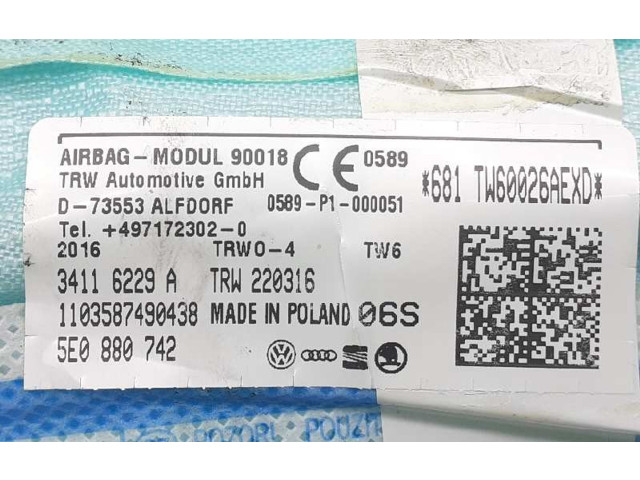 AIRBAG-MODUL 90018 CE 0589
TRW Automotive GmbH
D-73553 ALFDORF 0589-P1-000051
Tel. +497172302-0
2016 TRWO-4 TW6
3411 6229 A TRW 220316
1103587490438 MADE IN POLAND 06S
5E0 880 742
*681 TW60026AEXD*
POZOR!